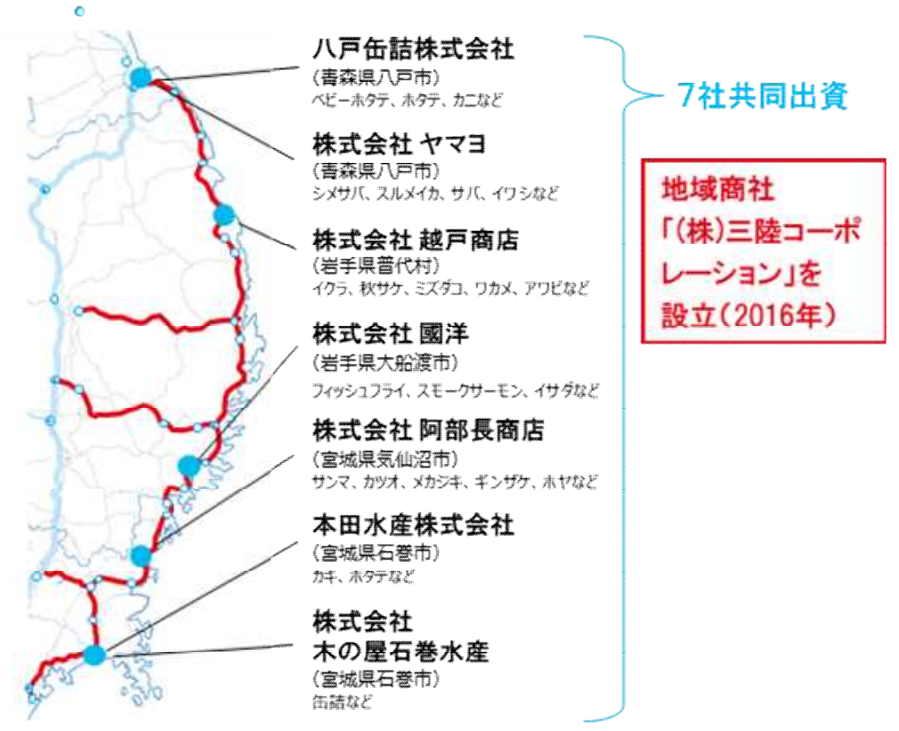 八戸缶詰株式会社
(青森県八戸市)
ベビーホタテ、ホタテ、カニなど
株式会社 ヤマヨ
(青森県八戸市)
シメサバ、スルメイカ、サバ、イワシなど
株式会社 越戸商店
(岩手県普代村)
イクラ、秋サケ、ミズダコ、ワカメ、アワビなど
株式会社 國洋
(岩手県大船渡市)
フィッシュフライ、スモークサーモン、イサダなど
株式会社 阿部長商店
(宮城県気仙沼市)
サンマ、カツオ、メカジキ、ギンザケ、ホヤなど
本田水産株式会社
(宮城県石巻市)
カキ、ホタテなど
株式会社
木の屋石巻水産
(宮城県石巻市)
缶詰など
7社共同出資
地域商社
「(株)三陸コーポ
レーション」を
設立(2016年)